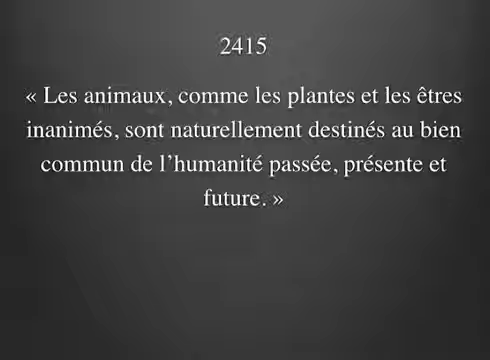 2415
« Les animaux, comme les plantes et les êtres
inanimés, sont naturellement destinés au bien
commun de l’humanité passée, présente et
future. »